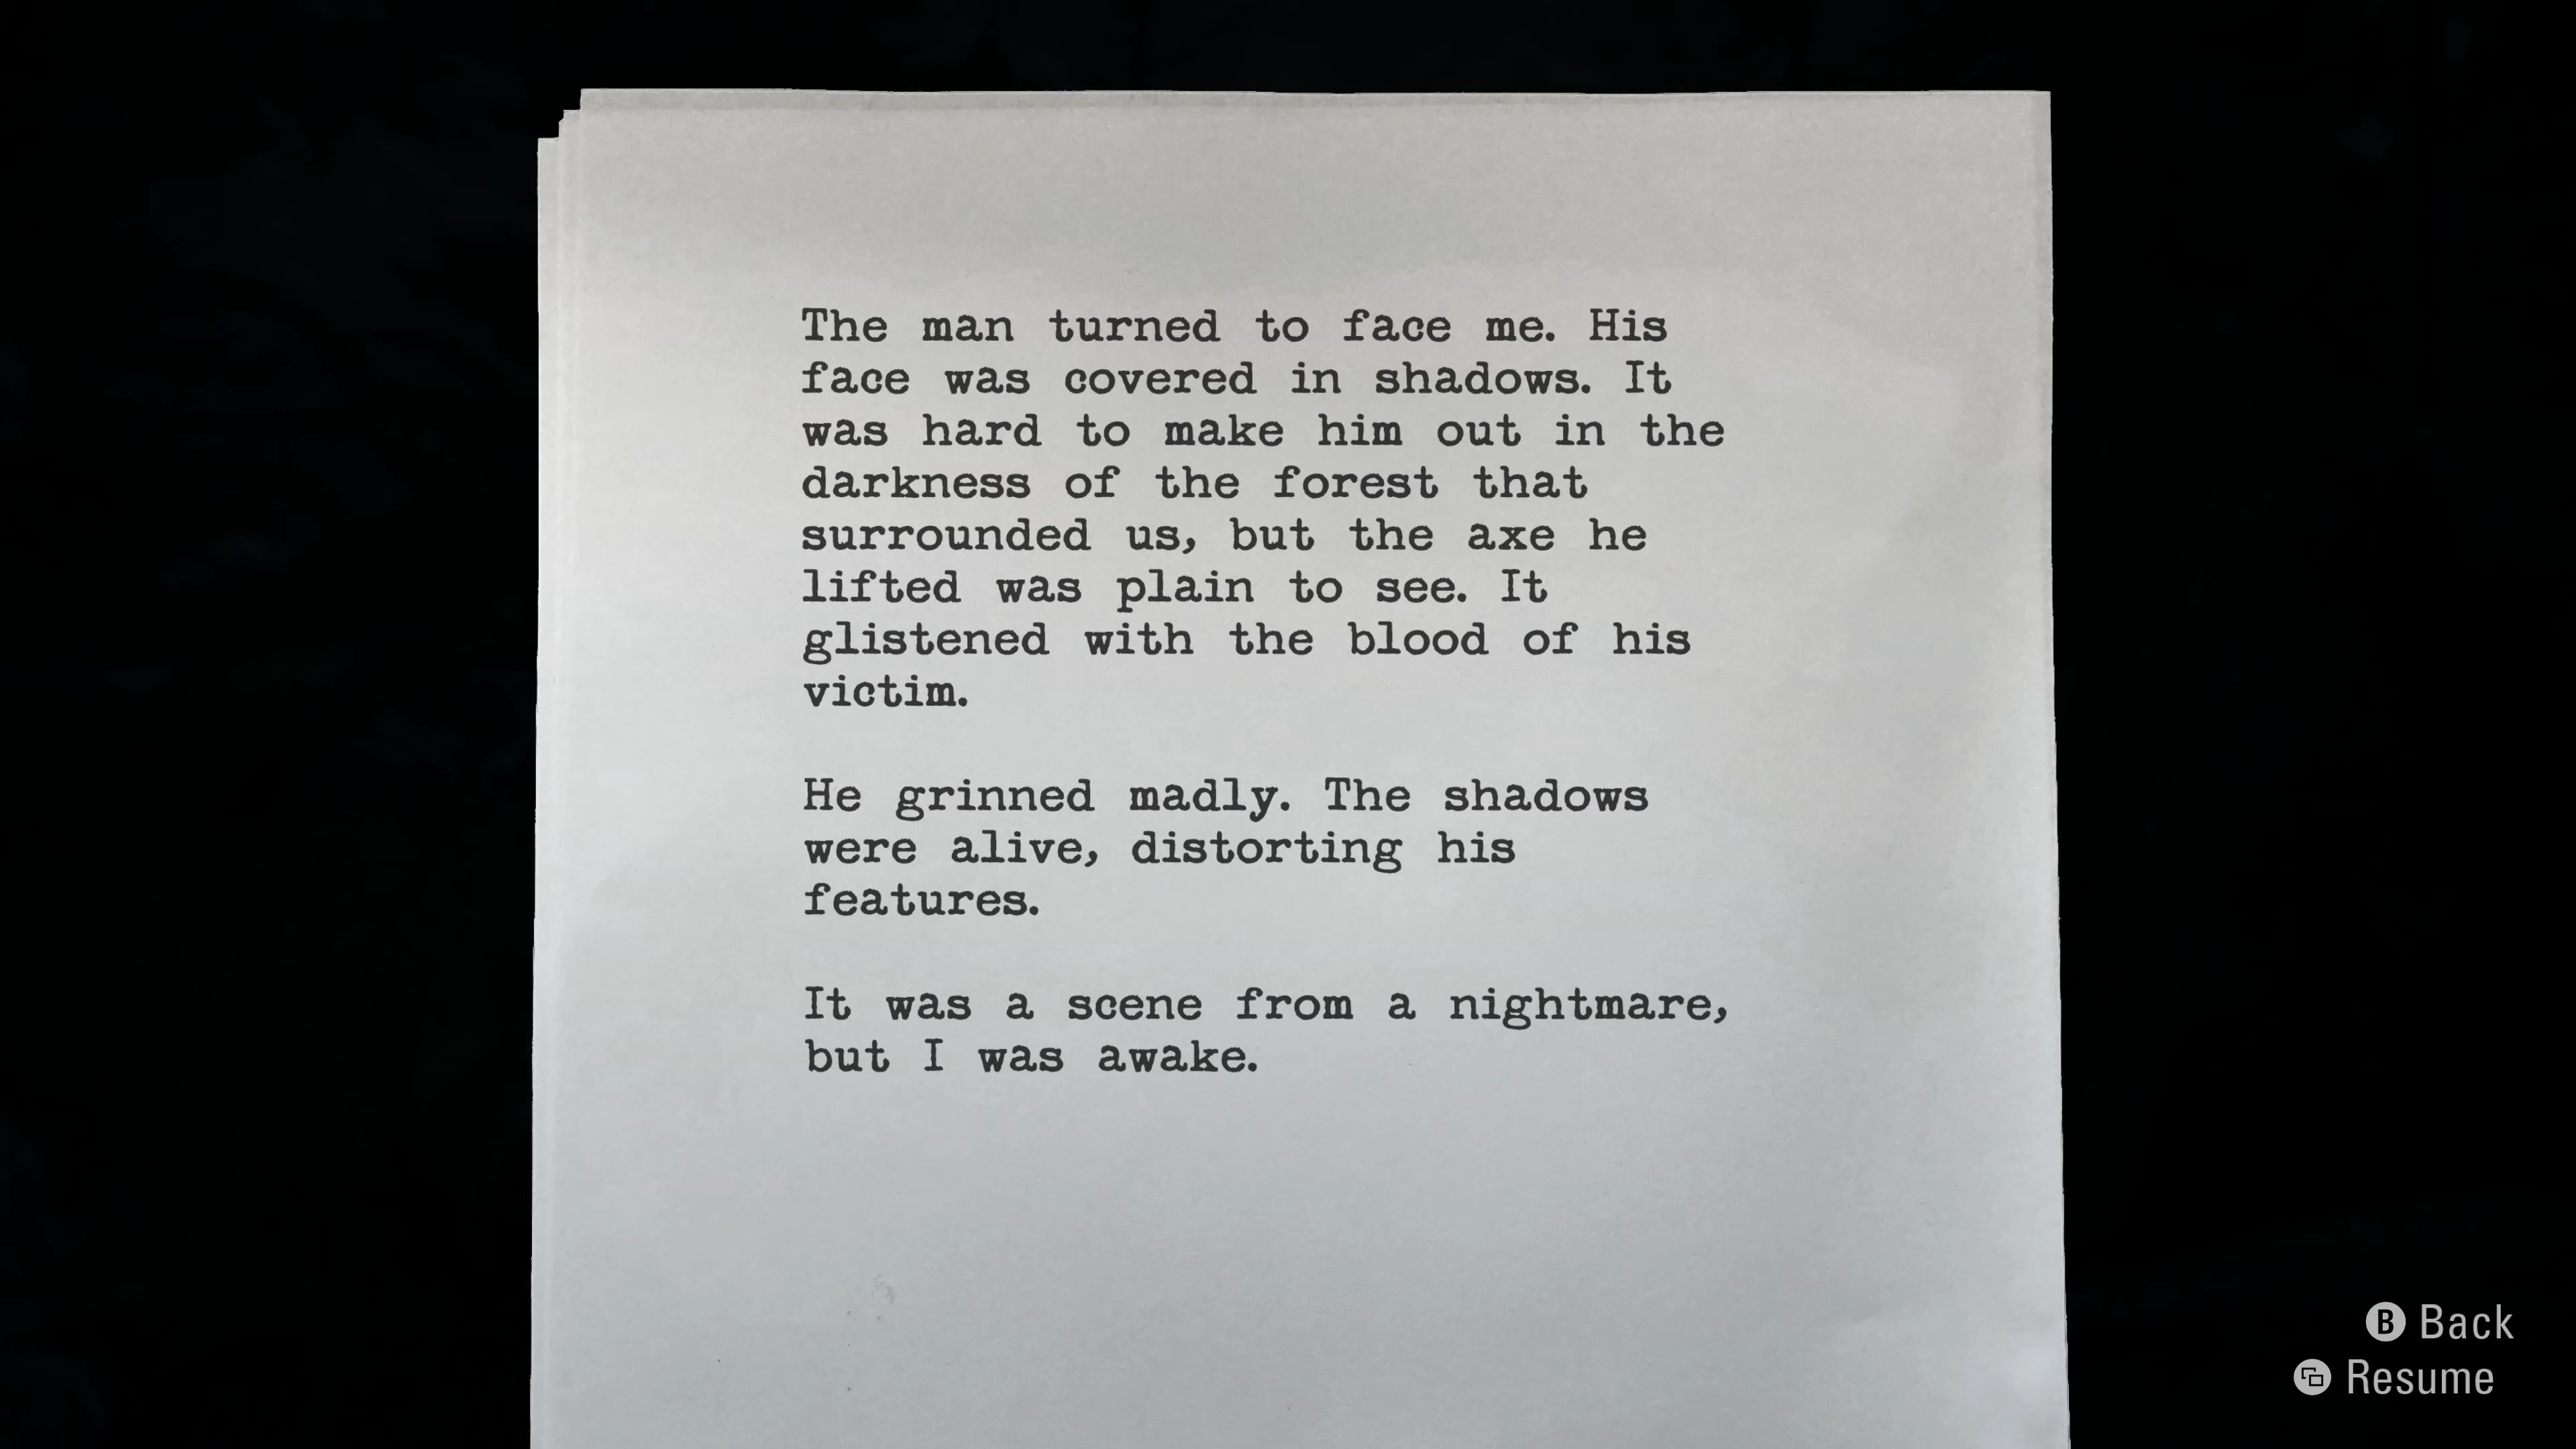 The man turned to face me. His
face was covered in shadows. It
was hard to make him out in the
darkness of the forest that
surrounded us, but the axe he
lifted was plain to see. It
glistened with the blood of his
victim.
He grinned madly. The shadows
were alive, distorting his
features.
It was a scene from a nightmare,
but I was awake.
B Back
Resume